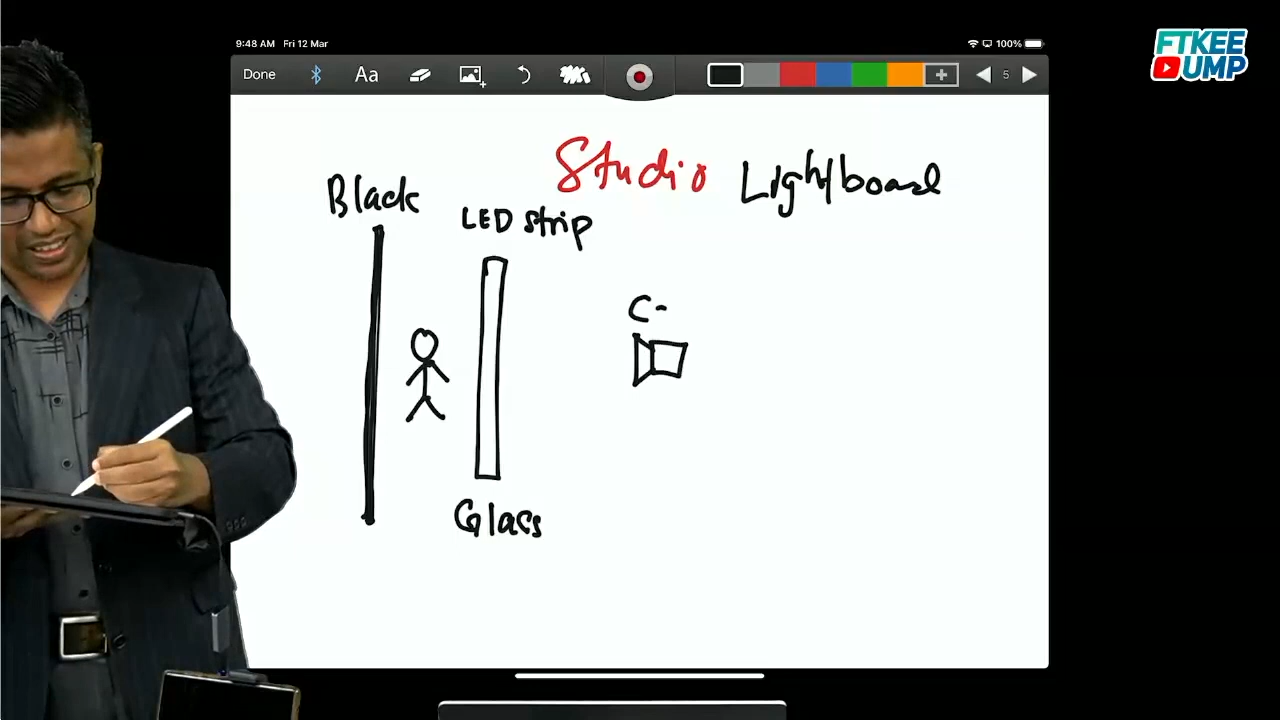 9:48 AM Fri 12 Mar
100%
Done
Aa
5
FTKEE
UMP
Studio Lightboard
Black
LED strip
C-
Glass